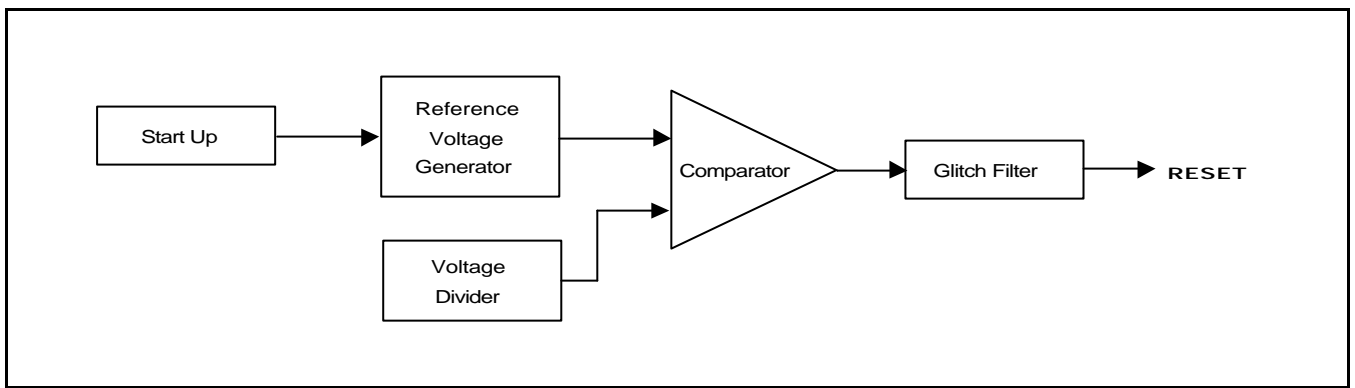 Start Up
Reference
Voltage
Generator
Comparator
Voltage
Divider
Glitch Filter
RESET